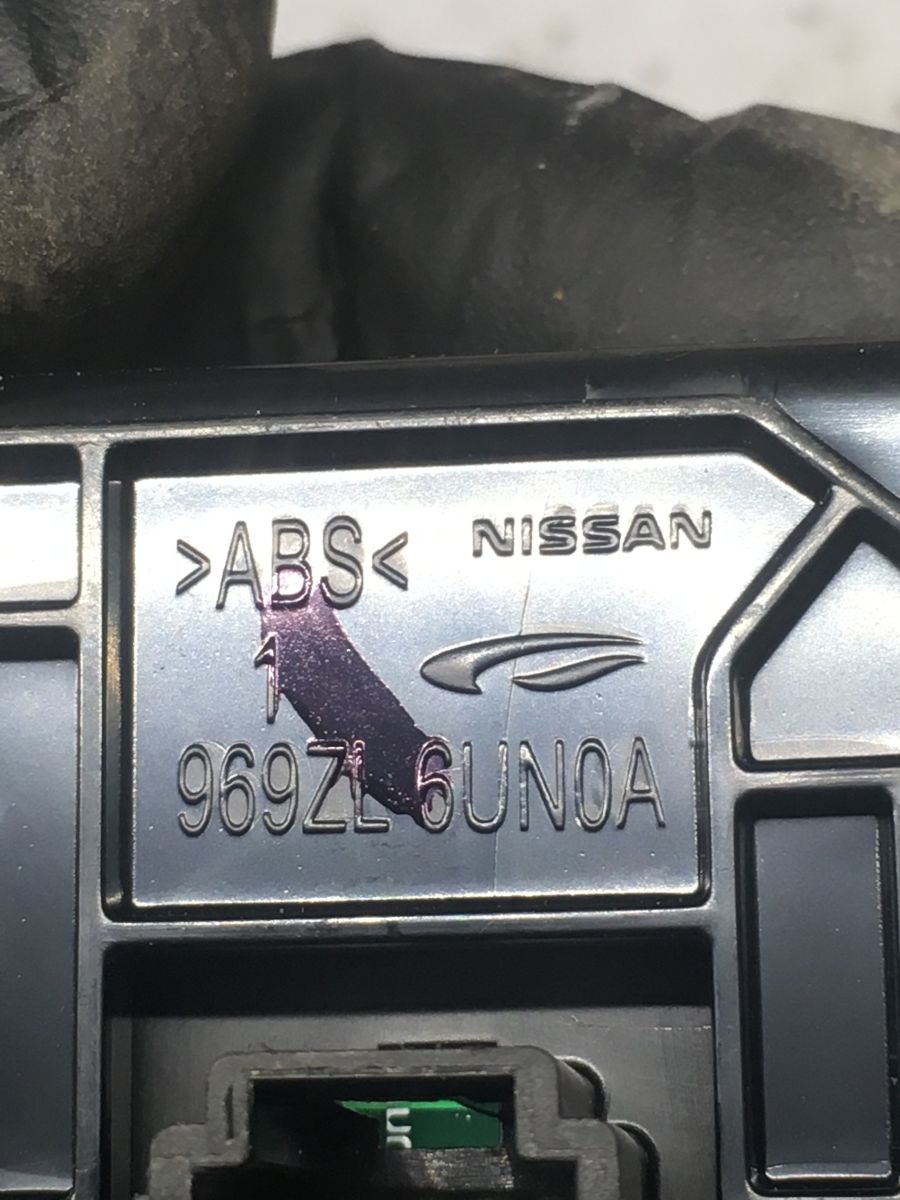 >ABS< NISSAN
1
969ZL 6UN0A